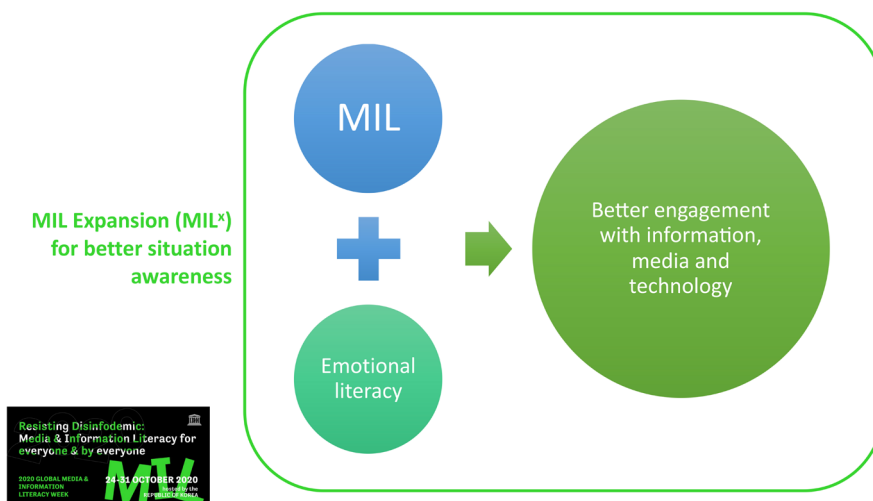 MIL
MIL Expansion (MILˣ)
for better situation
awareness
Better engagement
with information,
media and
technology
Emotional
literacy
Resisting Disinfodemic:
Media & Information Literacy for
everyone & by everyone
2020 GLOBAL MEDIA &
INFORMATION
LITERACY WEEK
24-31 OCTOBER 2020
hosted by the
REPUBLIC OF KOREA
MIL